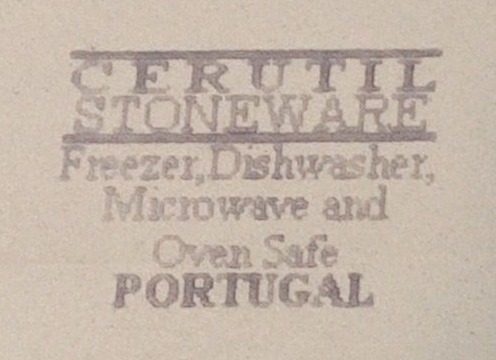 CERUTIL
STONEWARE
Freezer, Dishwasher,
Microwave and
Oven Safe
PORTUGAL